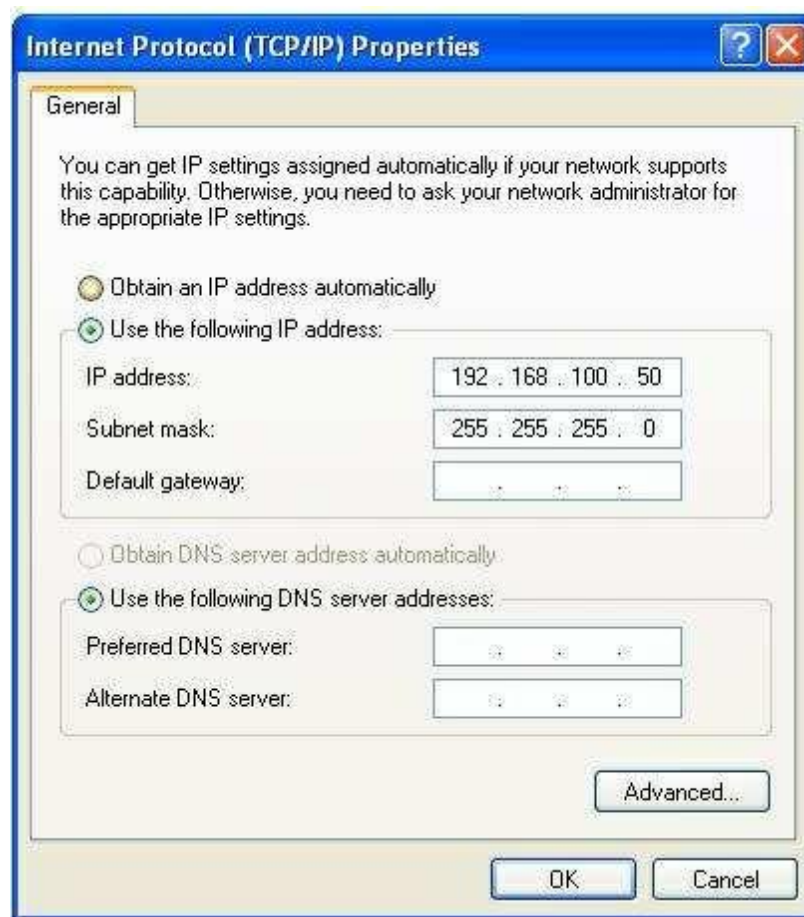 Internet Protocol (TCP/IP) Properties
General
You can get IP settings assigned automatically if your network supports
this capability. Otherwise, you need to ask your network administrator for
the appropriate IP settings.
Obtain an IP address automatically
Use the following IP address:
IP address: 192 . 168 . 100 . 50
Subnet mask: 255 . 255 . 255 . 0
Default gateway: . . .
Obtain DNS server address automatically
Use the following DNS server addresses:
Preferred DNS server: . . .
Alternate DNS server: . . .
Advanced...
OK Cancel